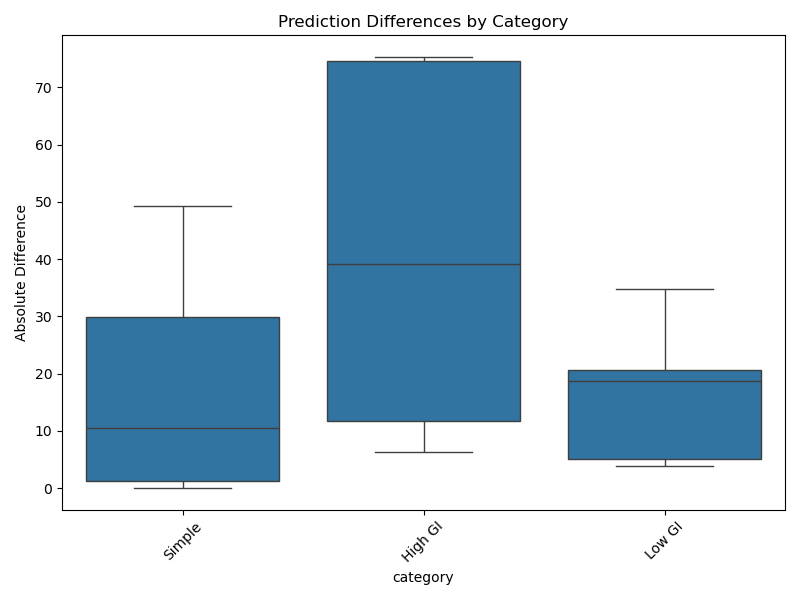 Prediction Differences by Category
Absolute Difference
70
60
50
40
30
20
10
0
Simple
High GI
Low GI
category